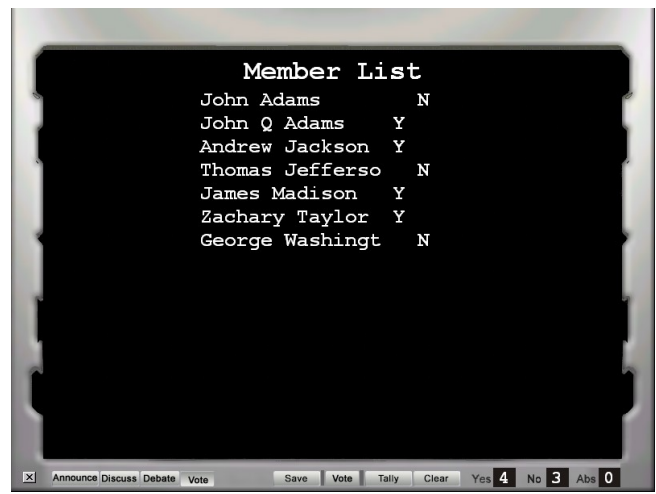 Member List
John Adams N
John Q Adams Y
Andrew Jackson Y
Thomas Jefferso N
James Madison Y
Zachary Taylor Y
George Washingt N
X Announce Discuss Debate Vote Save Vote Tally Clear Yes 4 No 3 Abs 0